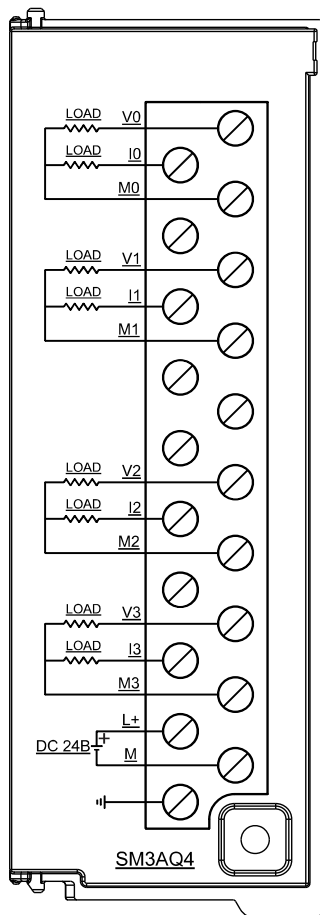 LOAD V0
LOAD I0
M0
LOAD V1
LOAD I1
M1
LOAD V2
LOAD I2
M2
LOAD V3
LOAD I3
M3
L+
DC 24B +
M
SM3AQ4